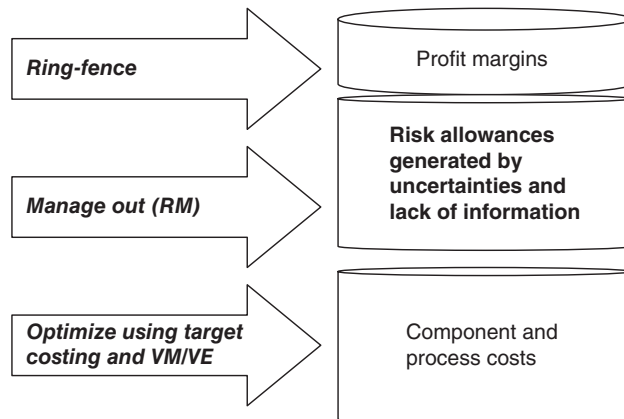 Ring-fence
Profit margins
Manage out (RM)
Risk allowances
generated by
uncertainties and
lack of information
Optimize using target
costing and VM/VE
Component and
process costs